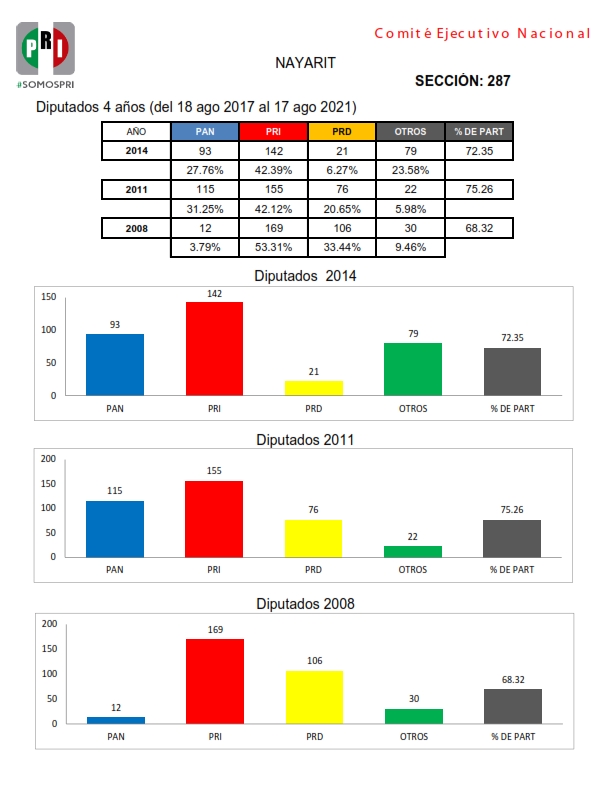 Comité Ejecutivo Nacional
PRI
#SOMOSPRI
NAYARIT
SECCIÓN: 287
Diputados 4 años (del 18 ago 2017 al 17 ago 2021)
AÑO PAN PRI PRD OTROS % DE PART
2014 93 142 21 79 72.35
27.76% 42.39% 6.27% 23.58%
2011 115 155 76 22 75.26
31.25% 42.12% 20.65% 5.98%
2008 12 169 106 30 68.32
3.79% 53.31% 33.44% 9.46%
Diputados 2014
150
100
50
0
93 142 21 79 72.35
PAN PRI PRD OTROS % DE PART
Diputados 2011
200
150
100
50
0
115 155 76 22 75.26
PAN PRI PRD OTROS % DE PART
Diputados 2008
200
150
100
50
0
12 169 106 30 68.32
PAN PRI PRD OTROS % DE PART